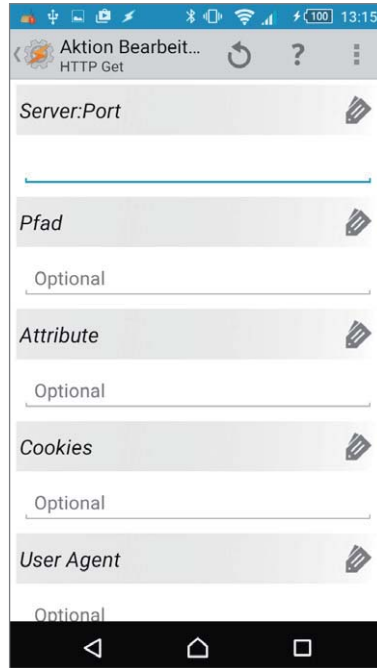 100 13:15
Aktion Bearbeit...
HTTP Get
?
Server:Port
Pfad
Optional
Attribute
Optional
Cookies
Optional
User Agent
Optional